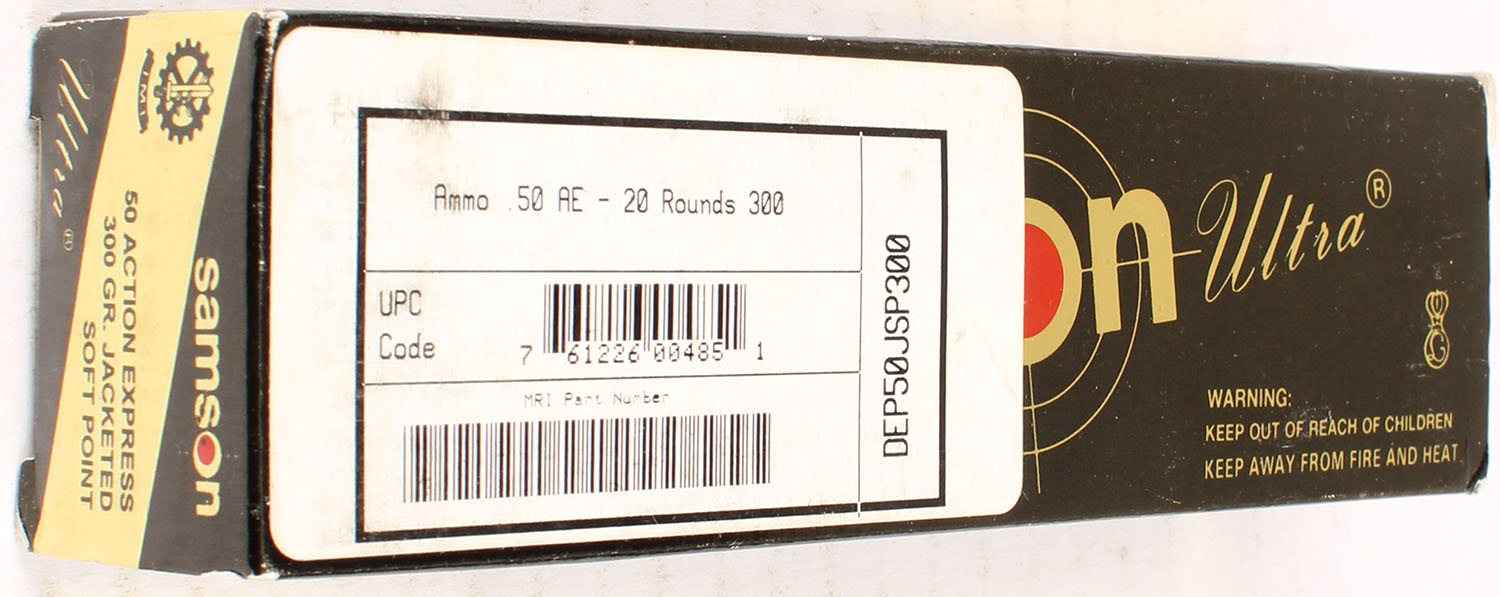 Ultra®
IMI
samson
50 ACTION EXPRESS
300 GR. JACKETED
SOFT POINT
Ammo .50 AE - 20 Rounds 300
UPC
Code
7 61226 00485 1
MRI Part Number
DEP50JSP300
on Ultra®
G
WARNING:
KEEP OUT OF REACH OF CHILDREN
KEEP AWAY FROM FIRE AND HEAT